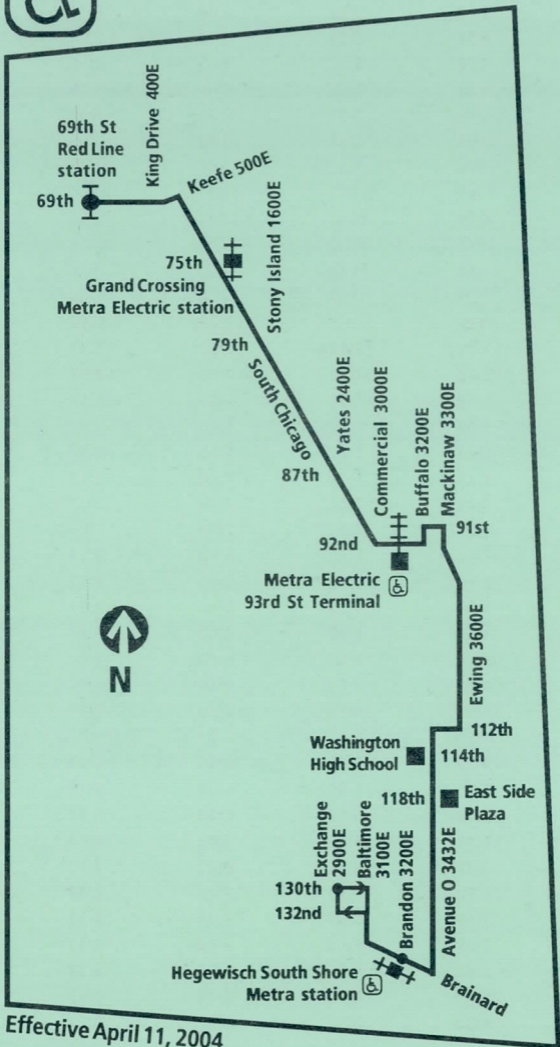 69th St
Red Line
station
King Drive 400E
69th
Keefe 500E
75th
Grand Crossing
Metra Electric station
Stony Island 1600E
79th
South Chicago
Yates 2400E
87th
Commercial 3000E
Buffalo 3200E
Mackinaw 3300E
91st
92nd
Metra Electric
93rd St Terminal
N
Ewing 3600E
112th
Washington
High School
114th
118th
East Side
Plaza
Exchange
2900E
Baltimore
3100E
Brandon 3200E
Avenue O 3432E
130th
132nd
Hegewisch South Shore
Metra station
Brainard
Effective April 11, 2004